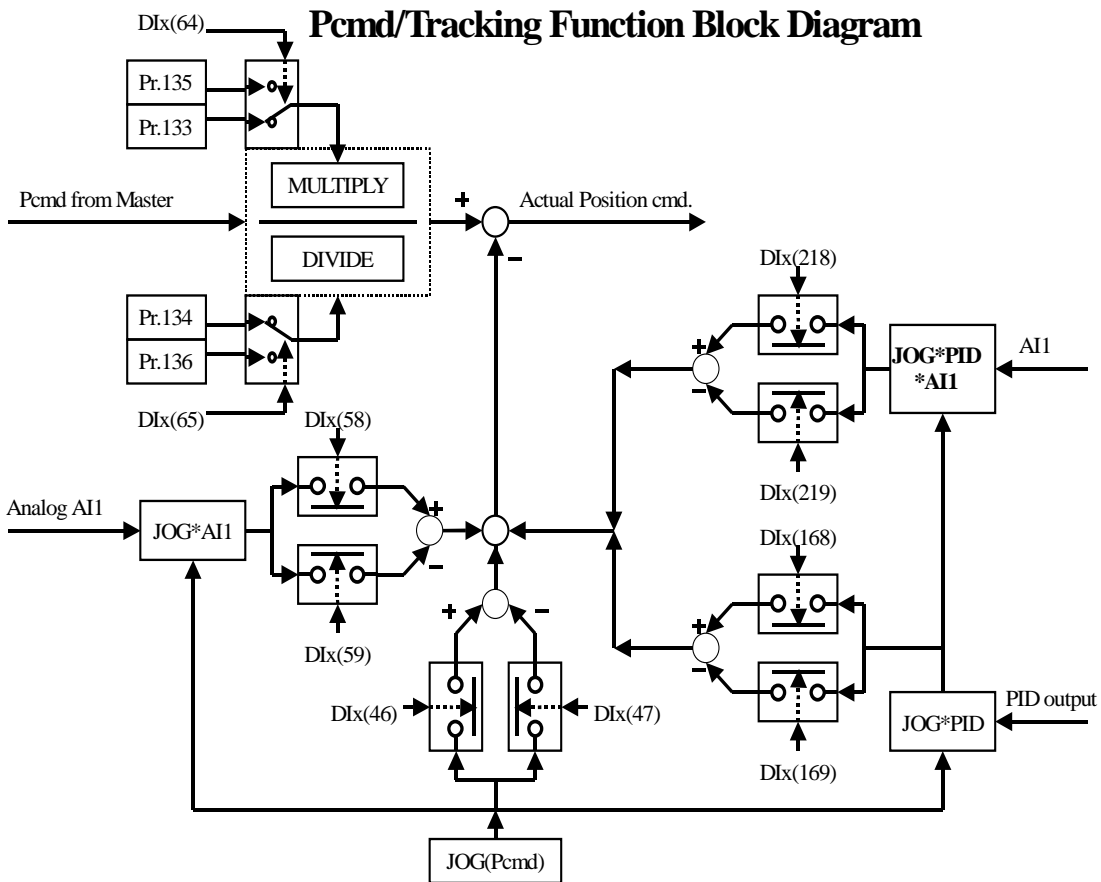 Pcmd/Tracking Function Block Diagram
DIx(64)
Pr.135
Pr.133
MULTIPLY
Pcmd from Master
+
Actual Position cmd.
DIVIDE
-
DIx(218)
Pr.134
Pr.136
+
-
JOG*PID
*AI1
AI1
DIx(65)
DIx(58)
DIx(219)
Analog AI1
JOG*AI1
+
-
DIx(168)
DIx(59)
+
-
+
-
DIx(46)
DIx(47)
JOG*PID
PID output
DIx(169)
JOG(Pcmd)